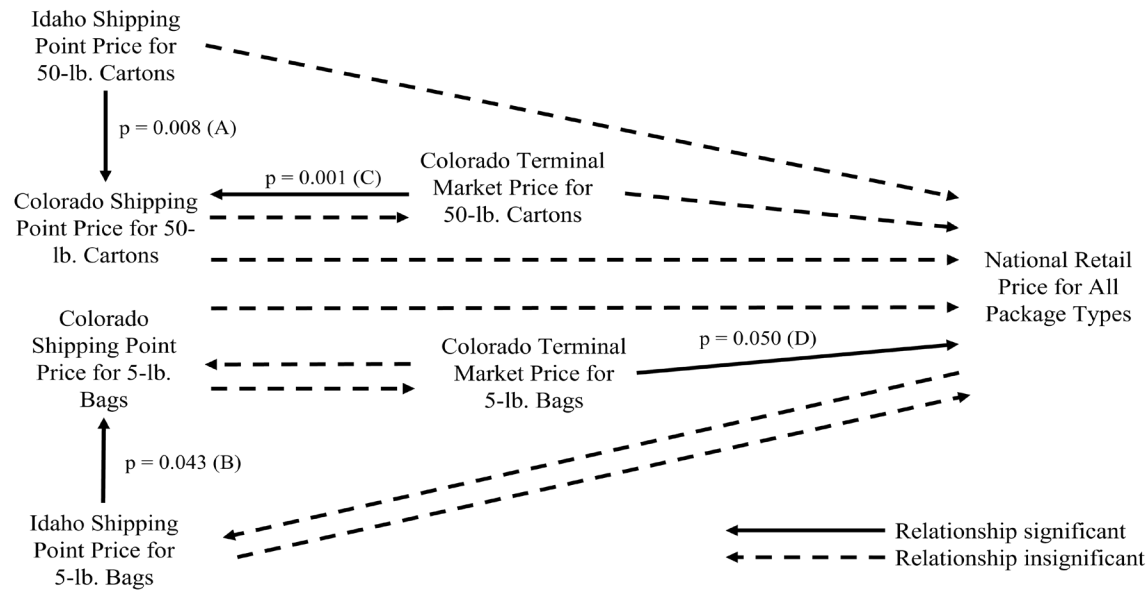 Idaho Shipping
Point Price for
50-lb. Cartons
p = 0.008 (A)
Colorado Shipping
Point Price for 50-
lb. Cartons
p = 0.001 (C)
Colorado Terminal
Market Price for
50-lb. Cartons
National Retail
Price for All
Package Types
Colorado
Shipping Point
Price for 5-lb.
Bags
Colorado Terminal
Market Price for
5-lb. Bags
p = 0.050 (D)
p = 0.043 (B)
Idaho Shipping
Point Price for
5-lb. Bags
Relationship significant
Relationship insignificant